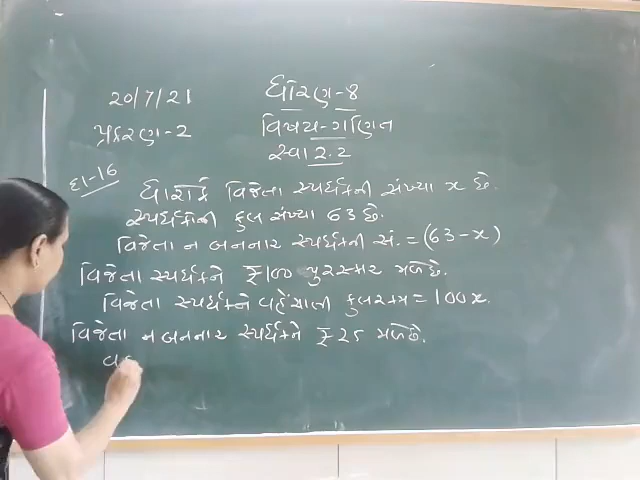 ધોરણ-8
20/7/21
વિષય-ગણિત
પ્રકરણ-2
સ્વા 2.2
દા-16
ધારોકે વિજેતા સ્પર્ધકની સંખ્યા x છે.
સ્પર્ધકોની કુલ સંખ્યા 63 છે.
વિજેતા ન બનનાર સ્પર્ધકની સં. = (63-x)
વિજેતા સ્પર્ધકને ₹100 પુરસ્કાર મળે છે.
વિજેતા સ્પર્ધકને વહેંચાતી કુલ રકમ = 100x.
વિજેતા ન બનનાર સ્પર્ધકને ₹25 મળે છે.